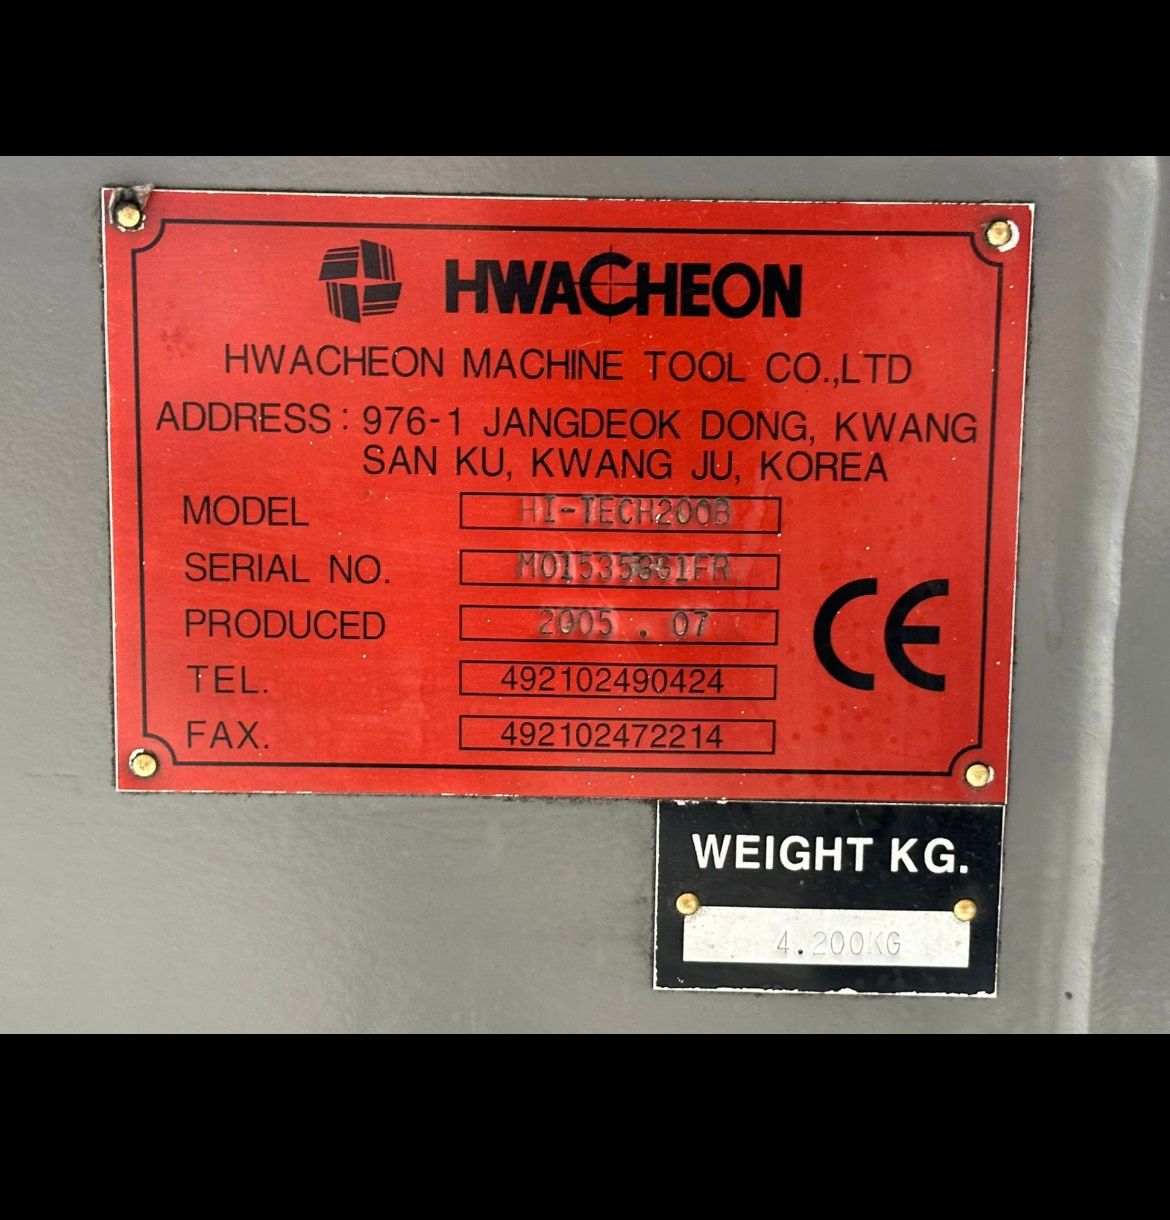 HWACHEON
HWACHEON MACHINE TOOL CO.,LTD
ADDRESS : 976-1 JANGDEOK DONG, KWANG
SAN KU, KWANG JU, KOREA
MODEL HI-TECH200B
SERIAL NO.
PRODUCED 2005.07
TEL. 492102490424
FAX. 492102472214
CE
WEIGHT KG.
4.200KG